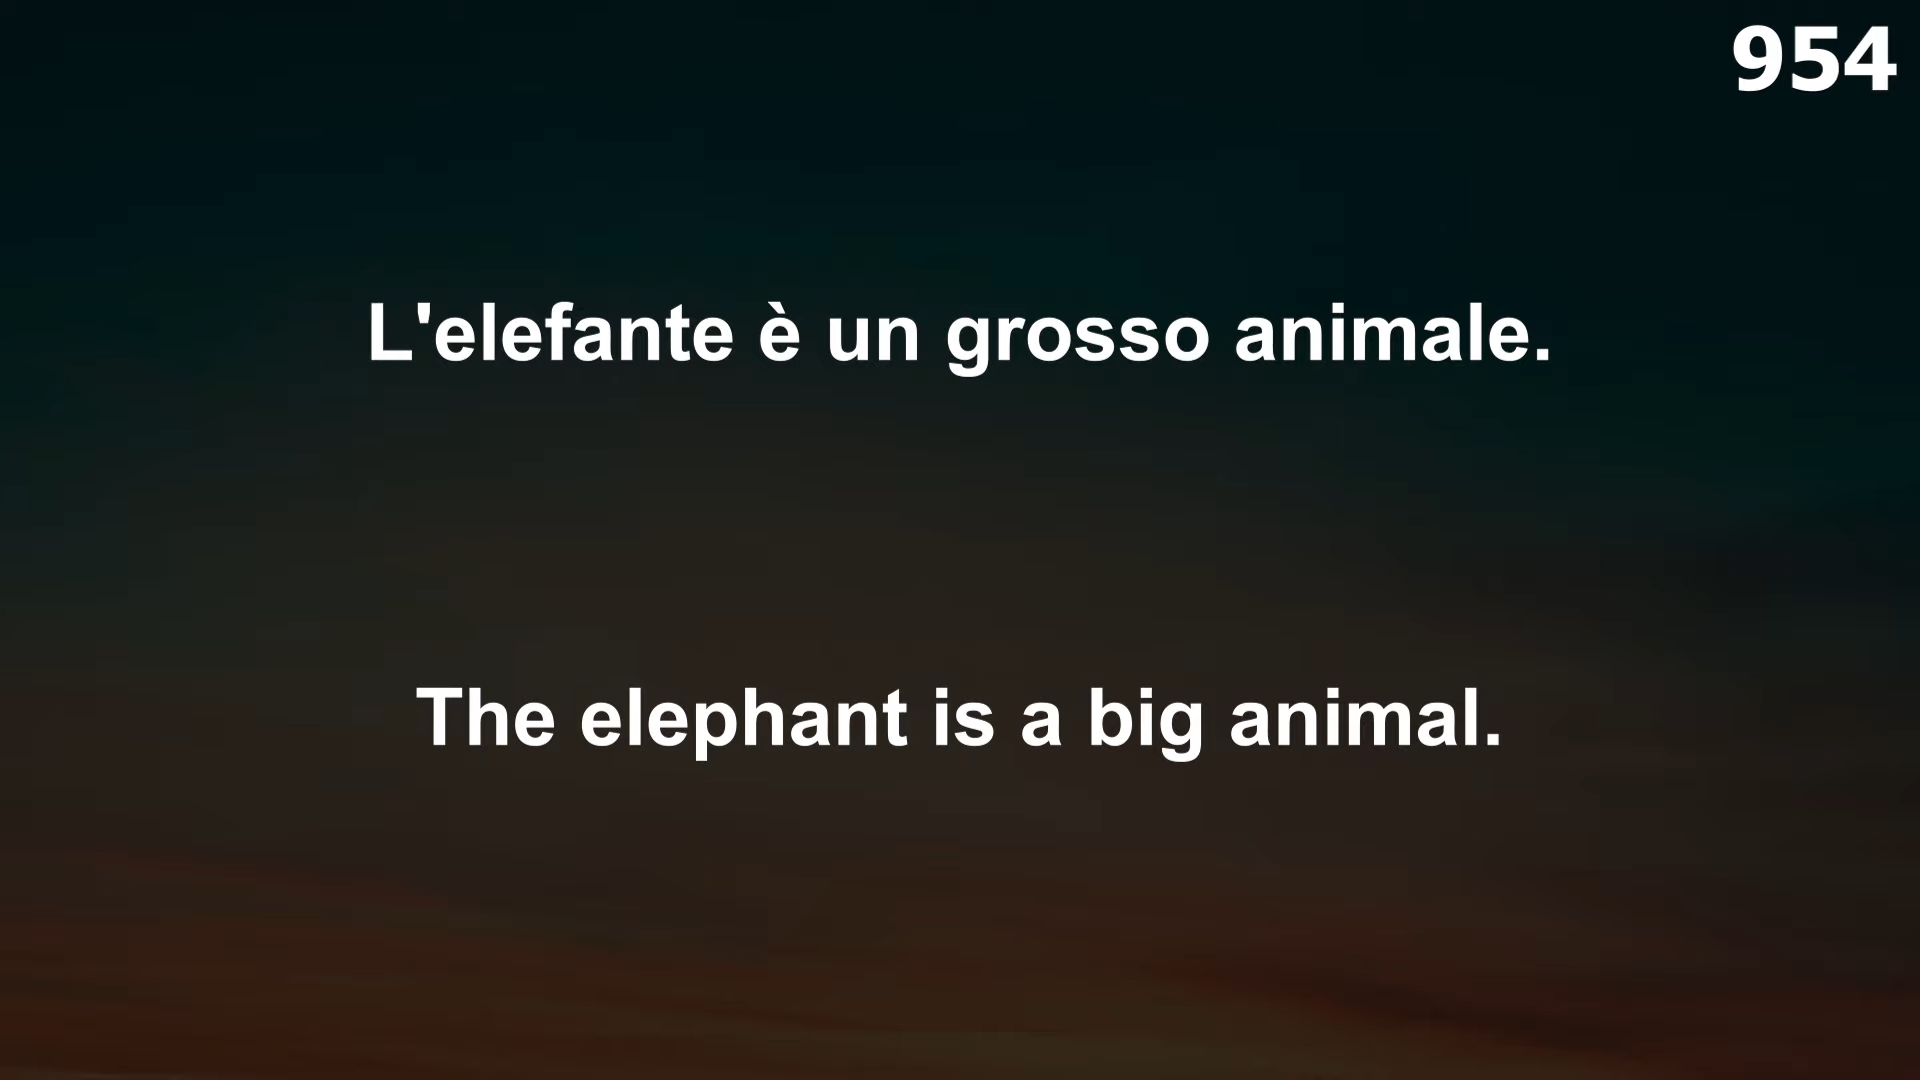 954
L'elefante è un grosso animale.
The elephant is a big animal.